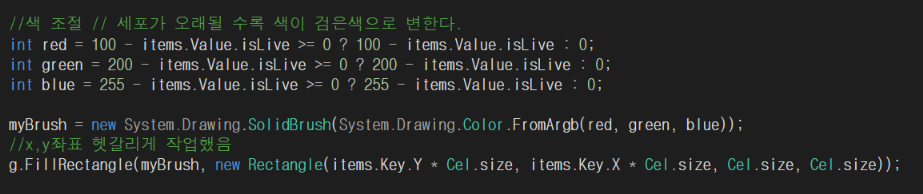 //색 조절 // 세포가 오래될 수록 색이 검은색으로 변한다.
int red = 100 - items.Value.isLive >= 0 ? 100 - items.Value.isLive : 0;
int green = 200 - items.Value.isLive >= 0 ? 200 - items.Value.isLive : 0;
int blue = 255 - items.Value.isLive >= 0 ? 255 - items.Value.isLive : 0;
myBrush = new System.Drawing.SolidBrush(System.Drawing.Color.FromArgb(red, green, blue));
//x,y좌표 헷갈리게 작업했음
g.FillRectangle(myBrush, new Rectangle(items.Key.Y * Cel.size, items.Key.X * Cel.size, Cel.size, Cel.size));